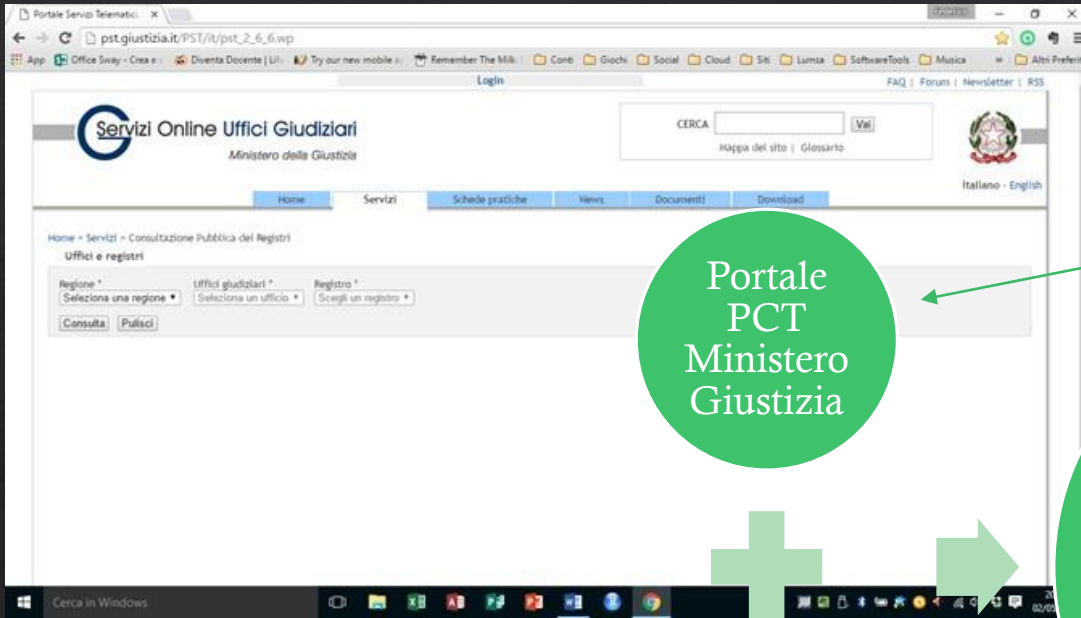 Portale Servizi Telematici
pst.giustizia.it/PST/it/pst_2_6_6.wp
App Office Sway - Crea e Diventa Docente | Lif Try our new mobile Remember The Milk Conti Giochi Social Cloud Siti Lumsa SoftwareTools Musica » Altri Preferiti
Login
FAQ | Forum | Newsletter | RSS
Servizi Online Uffici Giudiziari
Ministero della Giustizia
CERCA Vai
Mappa del sito | Glossario
Italiano - English
Home Servizi Schede pratiche News Documenti Download
Home » Servizi » Consultazione Pubblica dei Registri
Uffici e registri
Regione * Uffici giudiziari * Registro *
Seleziona una regione Seleziona un ufficio Scegli un registro
Consulta Pulisci
Portale
PCT
Ministero
Giustizia
Cerca in Windows
02/05